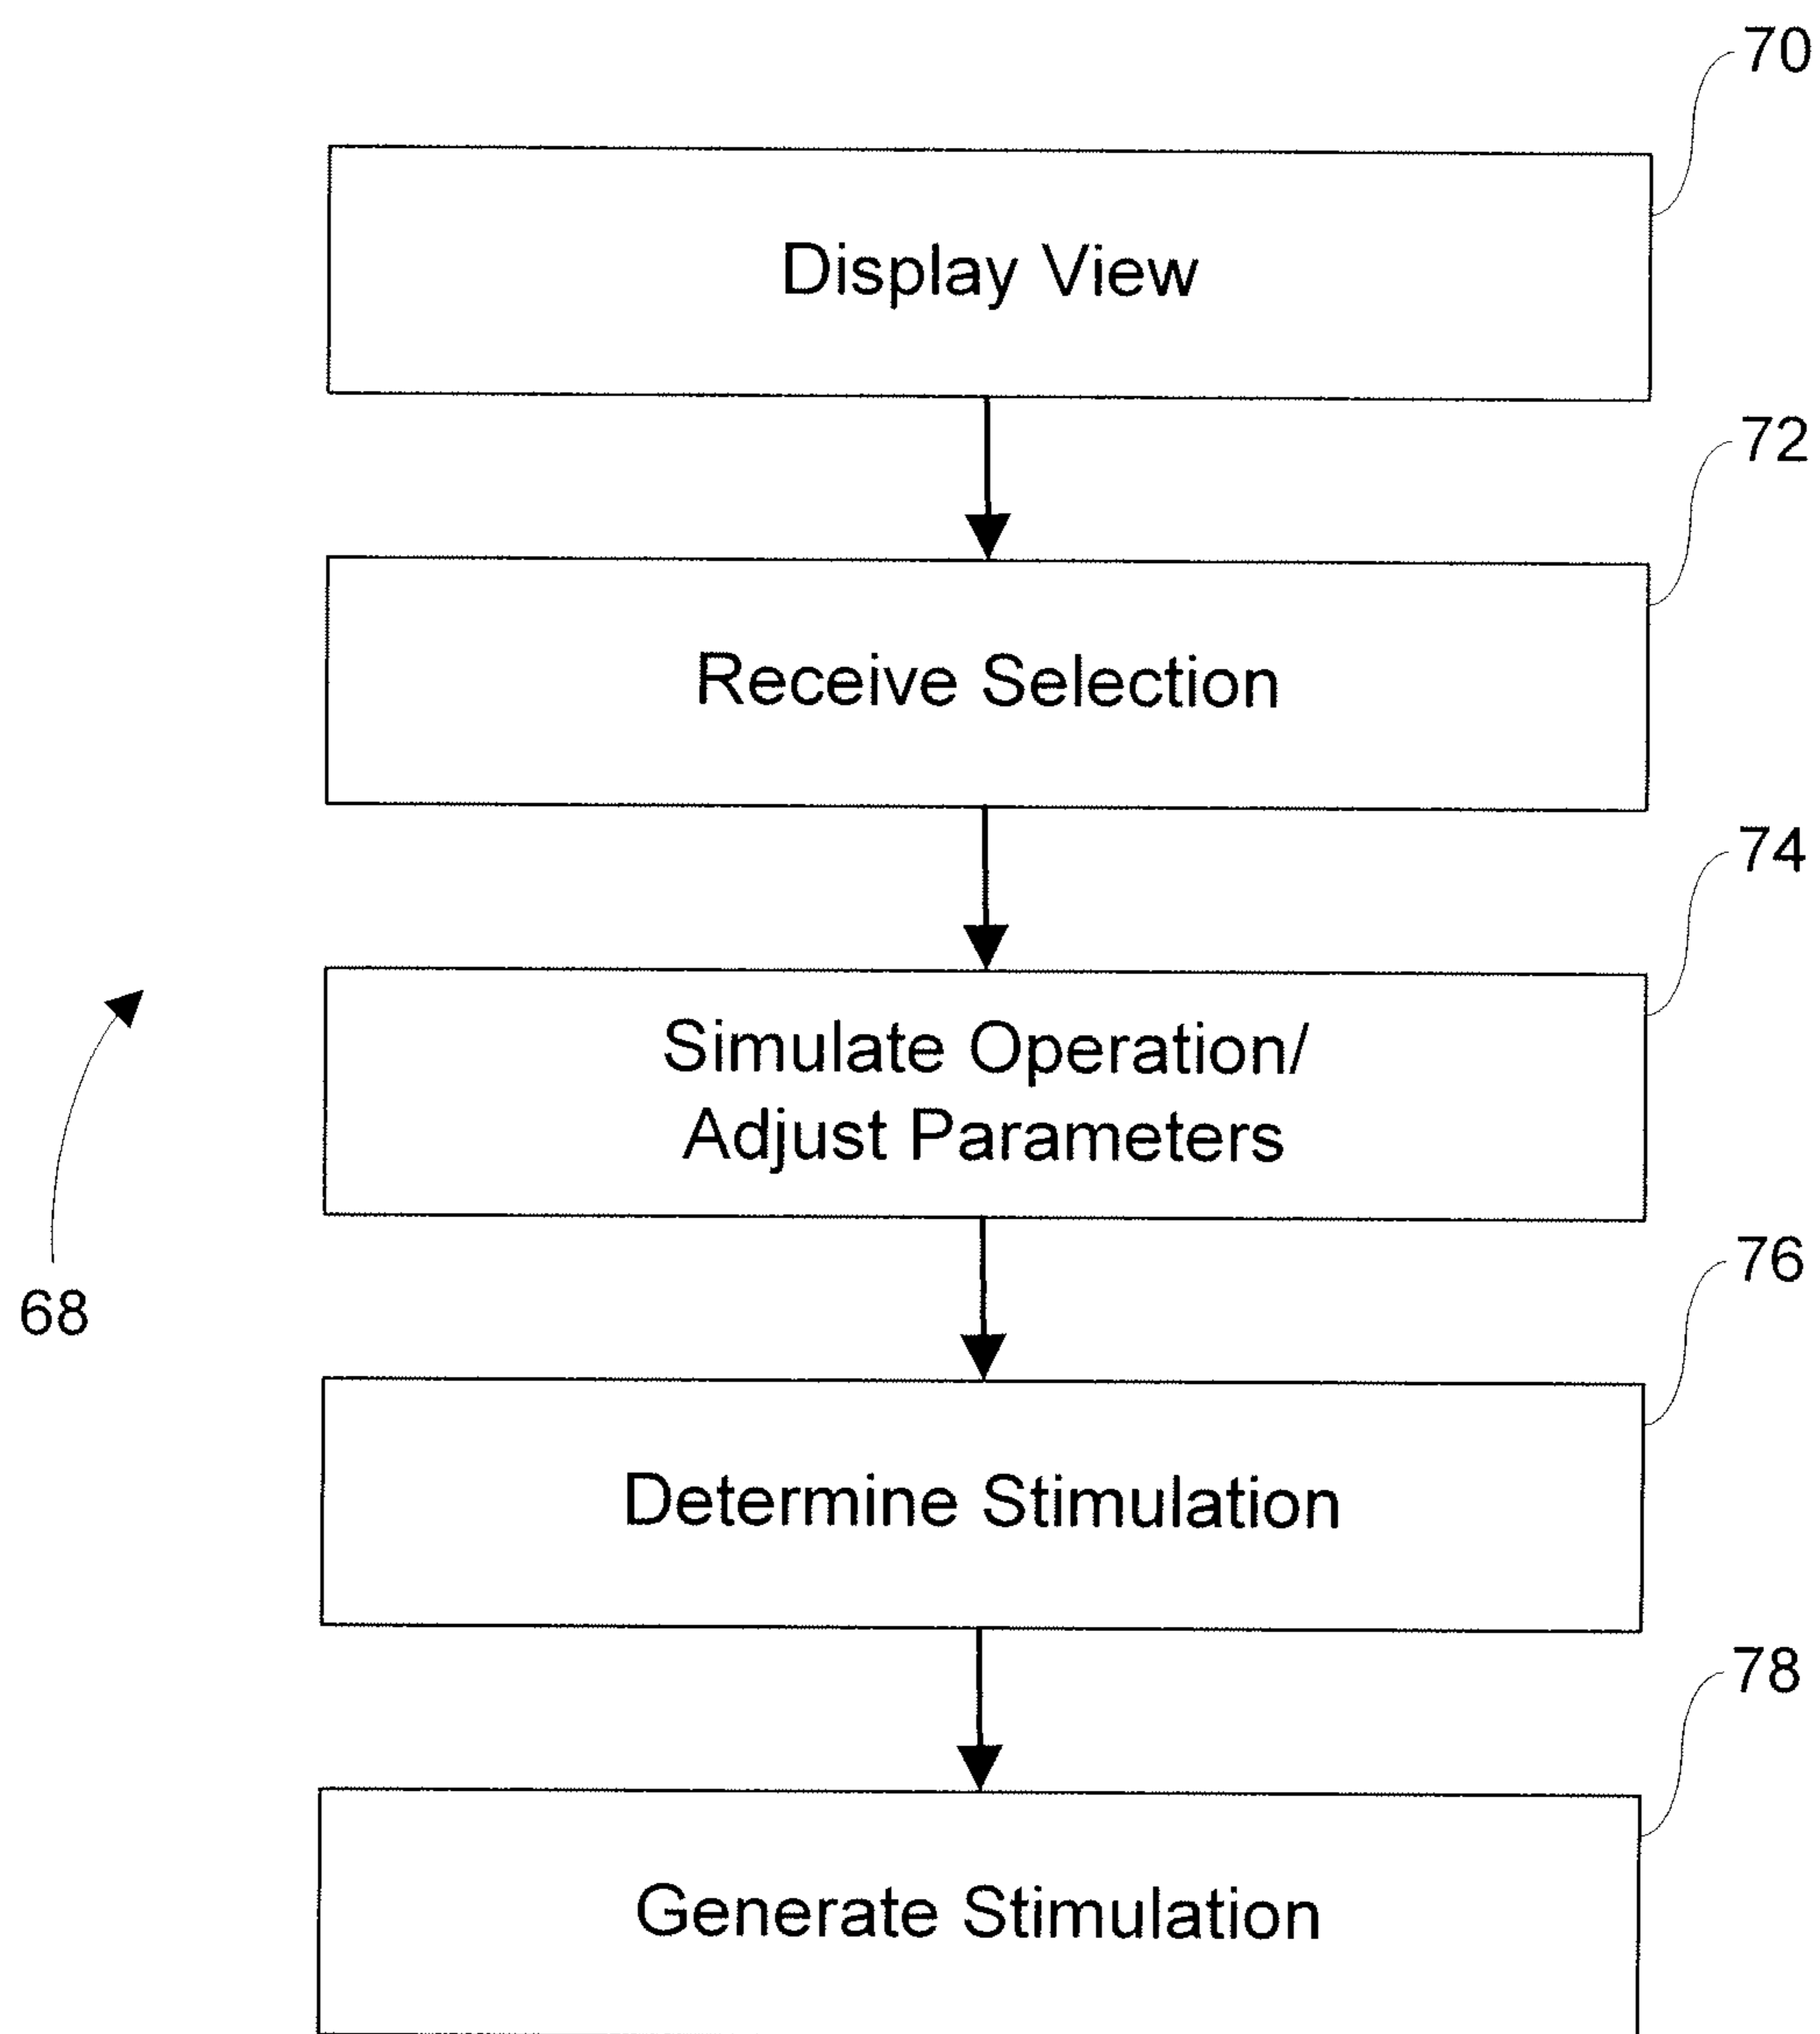 70
Display View
72
Receive Selection
74
Simulate Operation/
Adjust Parameters
76
68
Determine Stimulation
78
Generate Stimulation